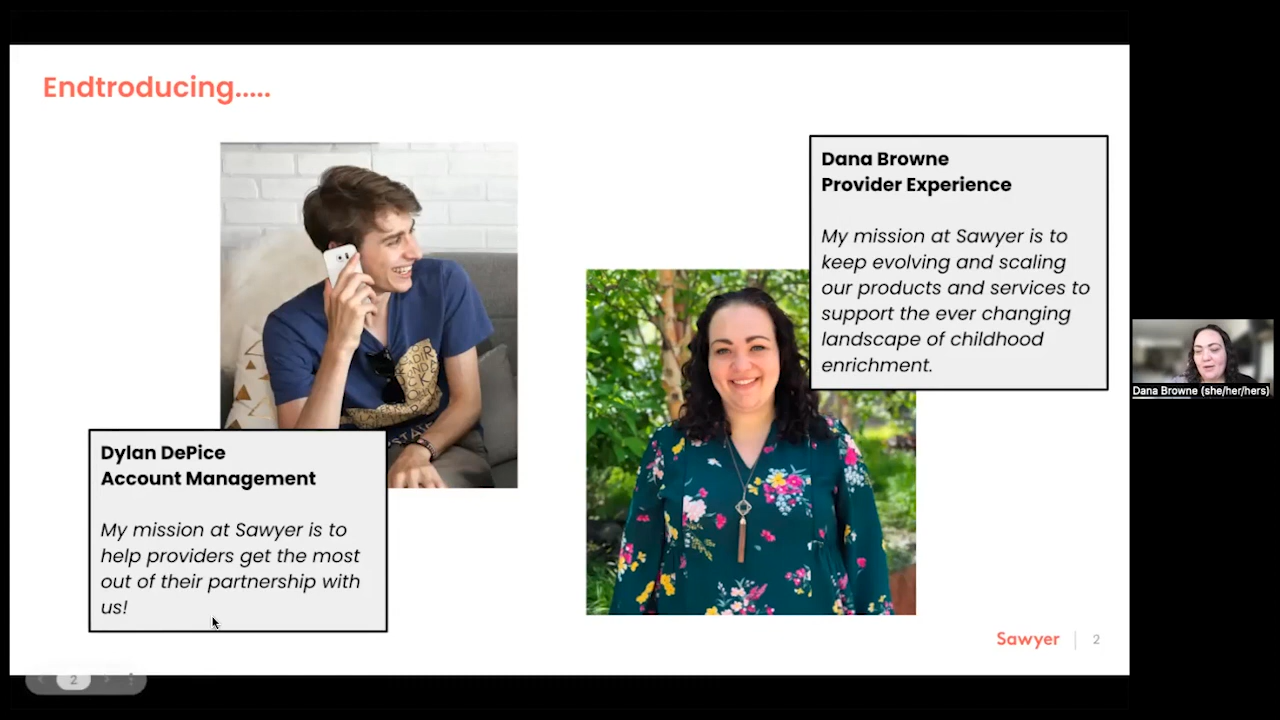 Endtroducing.....
Dana Browne
Provider Experience
My mission at Sawyer is to
keep evolving and scaling
our products and services to
support the ever changing
landscape of childhood
enrichment.
Dylan DePice
Account Management
My mission at Sawyer is to
help providers get the most
out of their partnership with
us!
Sawyer
2
2
Dana Browne (she/her/hers)